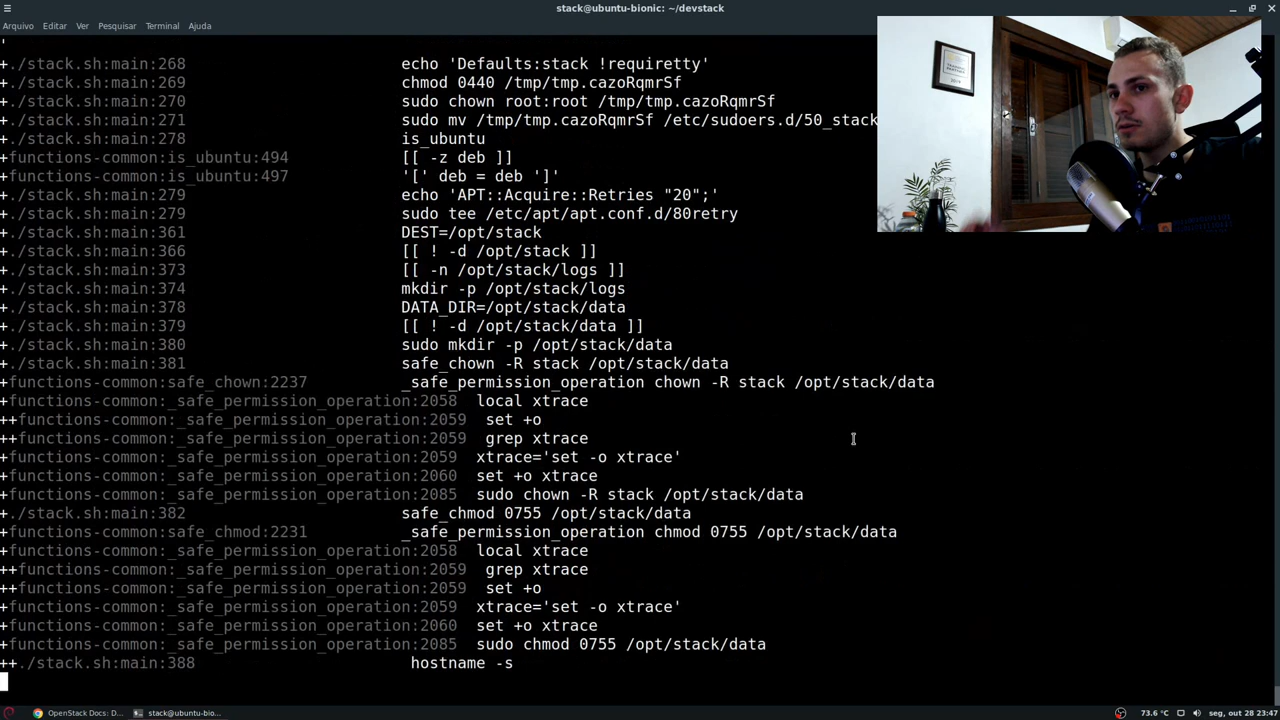 stack@ubuntu-bionic: ~/devstack
Arquivo Editar Ver Pesquisar Terminal Ajuda
+./stack.sh:main:268 echo 'Defaults:stack !requiretty'
+./stack.sh:main:269 chmod 0440 /tmp/tmp.cazoRqmrSf
+./stack.sh:main:270 sudo chown root:root /tmp/tmp.cazoRqmrSf
+./stack.sh:main:271 sudo mv /tmp/tmp.cazoRqmrSf /etc/sudoers.d/50_stack
+./stack.sh:main:278 is_ubuntu
+functions-common:is_ubuntu:494 [[ -z deb ]]
+functions-common:is_ubuntu:497 '[' deb = deb ']'
+./stack.sh:main:279 echo 'APT::Acquire::Retries "20";'
+./stack.sh:main:279 sudo tee /etc/apt/apt.conf.d/80retry
+./stack.sh:main:361 DEST=/opt/stack
+./stack.sh:main:366 [[ ! -d /opt/stack ]]
+./stack.sh:main:373 [[ -n /opt/stack/logs ]]
+./stack.sh:main:374 mkdir -p /opt/stack/logs
+./stack.sh:main:378 DATA_DIR=/opt/stack/data
+./stack.sh:main:379 [[ ! -d /opt/stack/data ]]
+./stack.sh:main:380 sudo mkdir -p /opt/stack/data
+./stack.sh:main:381 safe_chown -R stack /opt/stack/data
+functions-common:safe_chown:2237 _safe_permission_operation chown -R stack /opt/stack/data
+functions-common:_safe_permission_operation:2058 local xtrace
++functions-common:_safe_permission_operation:2059 set +o
++functions-common:_safe_permission_operation:2059 grep xtrace
+functions-common:_safe_permission_operation:2059 xtrace='set -o xtrace'
+functions-common:_safe_permission_operation:2060 set +o xtrace
+functions-common:_safe_permission_operation:2085 sudo chown -R stack /opt/stack/data
+./stack.sh:main:382 safe_chmod 0755 /opt/stack/data
+functions-common:safe_chmod:2231 _safe_permission_operation chmod 0755 /opt/stack/data
+functions-common:_safe_permission_operation:2058 local xtrace
++functions-common:_safe_permission_operation:2059 grep xtrace
++functions-common:_safe_permission_operation:2059 set +o
+functions-common:_safe_permission_operation:2059 xtrace='set -o xtrace'
+functions-common:_safe_permission_operation:2060 set +o xtrace
+functions-common:_safe_permission_operation:2085 sudo chmod 0755 /opt/stack/data
++./stack.sh:main:388 hostname -s
OpenStack Docs: D... stack@ubuntu-bio... 73.6 °C seg, out 28 23:47